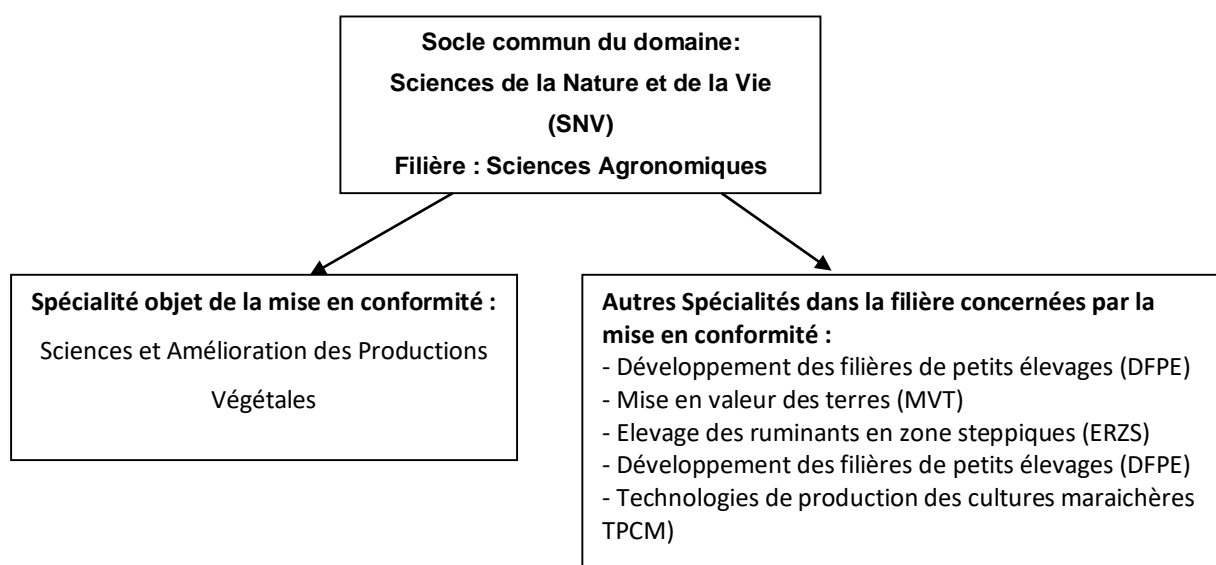 Socle commun du domaine:
Sciences de la Nature et de la Vie
(SNV)
Filière : Sciences Agronomiques
Spécialité objet de la mise en conformité :
Sciences et Amélioration des Productions
Végétales
Autres Spécialités dans la filière concernées par la
mise en conformité :
- Développement des filières de petits élevages (DFPE)
- Mise en valeur des terres (MVT)
- Elevage des ruminants en zone steppiques (ERZS)
- Développement des filières de petits élevages (DFPE)
- Technologies de production des cultures maraichères
TPCM)